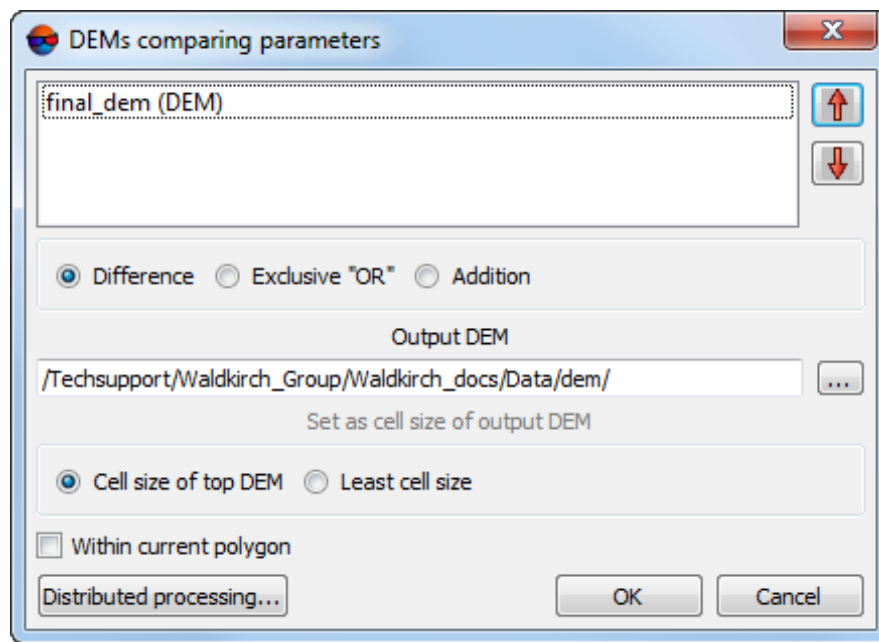 DEMs comparing parameters
final_dem (DEM)
Difference Exclusive "OR" Addition
Output DEM
/Techsupport/Waldkirch_Group/Waldkirch_docs/Data/dem/ ...
Set as cell size of output DEM
Cell size of top DEM Least cell size
Within current polygon
Distributed processing... OK Cancel